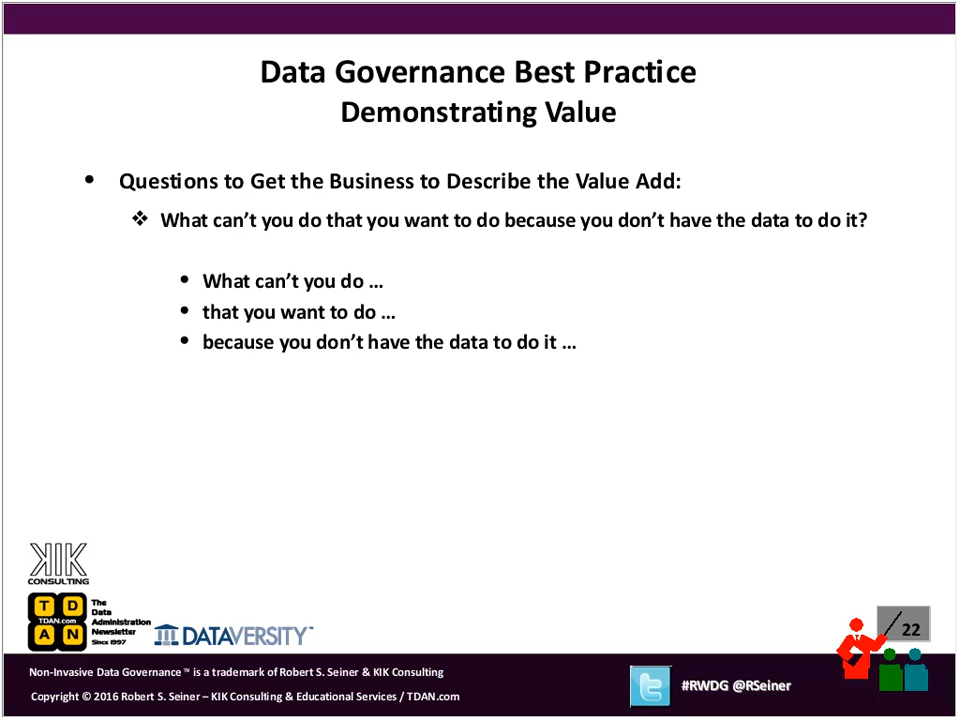 Data Governance Best Practice
Demonstrating Value
• Questions to Get the Business to Describe the Value Add:
❖ What can’t you do that you want to do because you don’t have the data to do it?
• What can’t you do …
• that you want to do …
• because you don’t have the data to do it …
KIK
CONSULTING
T D
TDAN.com
A N
The
Data
Administration
Newsletter
Since 1997
DATAVERSITY™
22
Non-Invasive Data Governance™ is a trademark of Robert S. Seiner & KIK Consulting
Copyright © 2016 Robert S. Seiner – KIK Consulting & Educational Services / TDAN.com
#RWDG @RSeiner